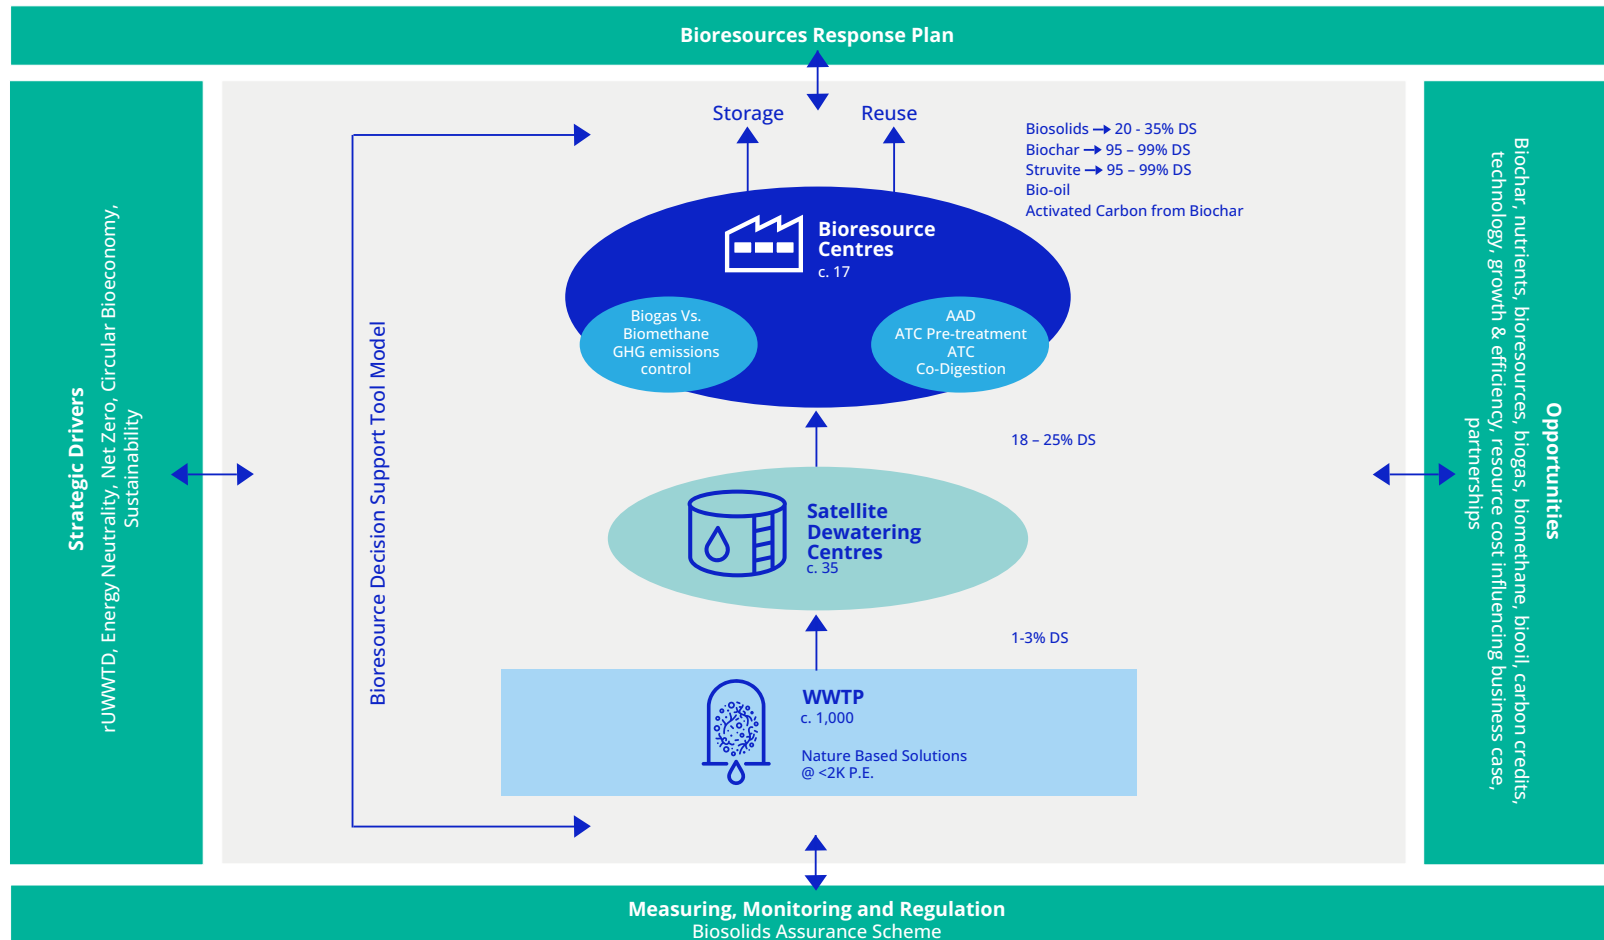 Bioresources Response Plan
Strategic Drivers
rUWWTD, Energy Neutrality, Net Zero, Circular Bioeconomy,
Sustainability
Bioresource Decision Support Tool Model
Storage
Reuse
Biosolids → 20 - 35% DS
Biochar → 95 – 99% DS
Struvite → 95 – 99% DS
Bio-oil
Activated Carbon from Biochar
Bioresource
Centres
c. 17
Biogas Vs.
Biomethane
GHG emissions
control
AAD
ATC Pre-treatment
ATC
Co-Digestion
18 – 25% DS
Satellite
Dewatering
Centres
c. 35
1-3% DS
WWTP
c. 1,000
Nature Based Solutions
@ <2K P.E.
Opportunities
Biochar, nutrients, bioresources, biogas, biomethane, biooil, carbon credits,
technology, growth & efficiency, resource cost influencing business case,
partnerships
Measuring, Monitoring and Regulation
Biosolids Assurance Scheme